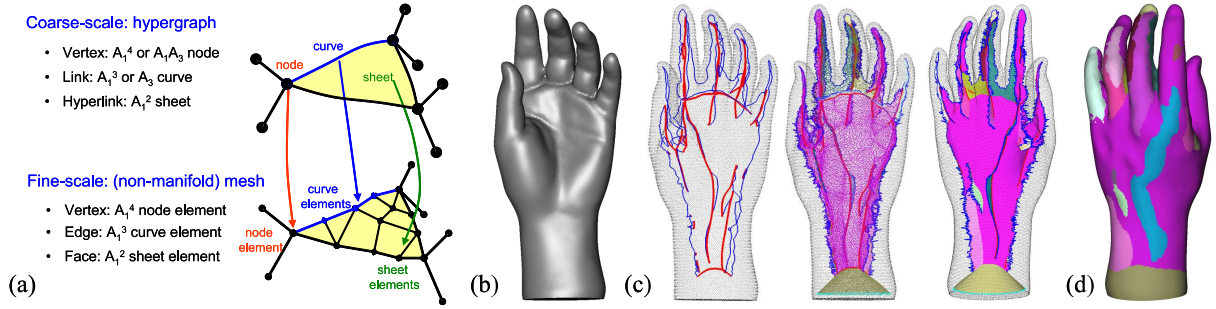 Coarse-scale: hypergraph
• Vertex: A₁⁴ or A₁A₃ node
• Link: A₁³ or A₃ curve
• Hyperlink: A₁² sheet
node
curve
sheet
Fine-scale: (non-manifold) mesh
• Vertex: A₁⁴ node element
• Edge: A₁³ curve element
• Face: A₁² sheet element
curve
elements
node
element
sheet
elements
(a)
(b)
(c)
(d)